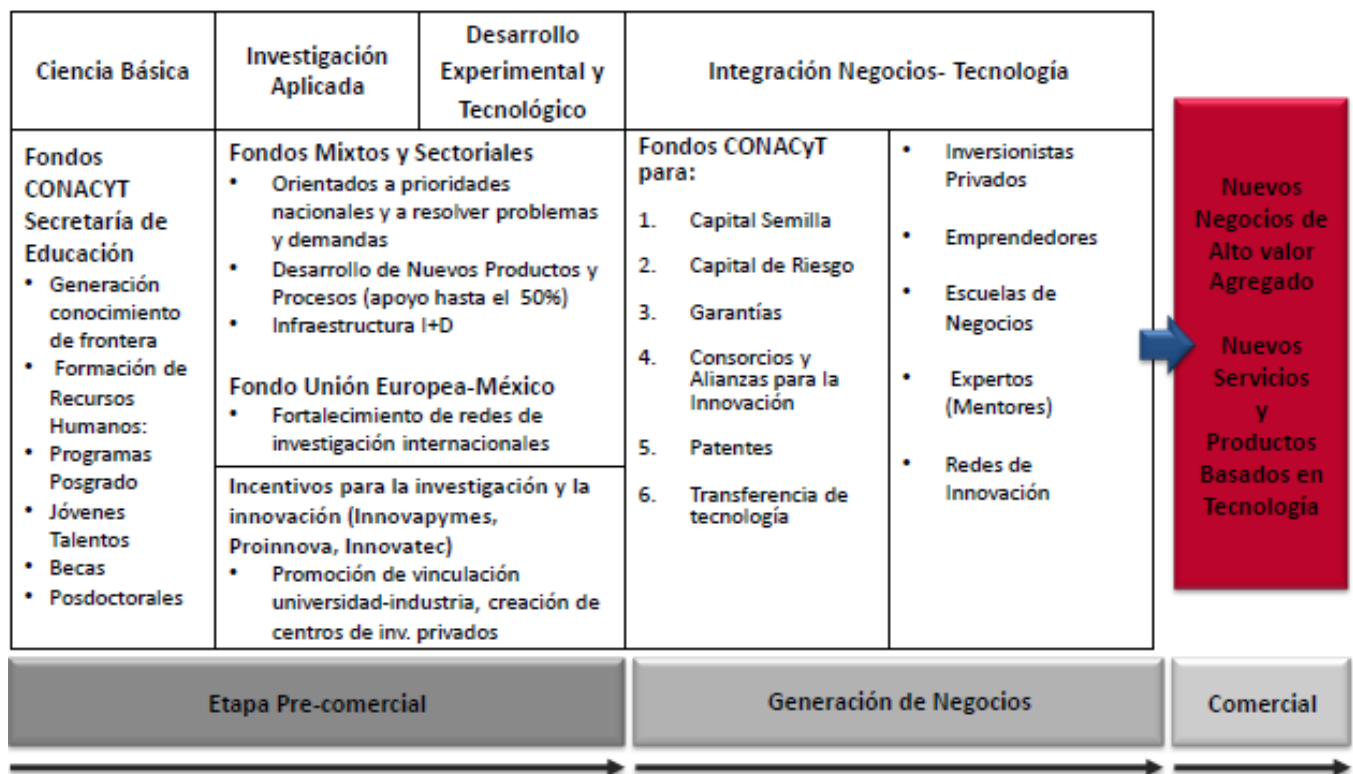 Ciencia Básica
Investigación
Aplicada
Desarrollo
Experimental y
Tecnológico
Integración Negocios- Tecnología
Fondos
CONACYT
Secretaría de
Educación
• Generación
conocimiento
de frontera
• Formación de
Recursos
Humanos:
• Programas
Posgrado
• Jóvenes
Talentos
• Becas
• Posdoctorales
Fondos Mixtos y Sectoriales
• Orientados a prioridades
nacionales y a resolver problemas
y demandas
• Desarrollo de Nuevos Productos y
Procesos (apoyo hasta el 50%)
• Infraestructura I+D
Fondo Unión Europea-México
• Fortalecimiento de redes de
investigación internacionales
Incentivos para la investigación y la
innovación (Innovapymes,
Proinnova, Innovatec)
• Promoción de vinculación
universidad-industria, creación de
centros de inv. privados
Fondos CONACyT
para:
1. Capital Semilla
2. Capital de Riesgo
3. Garantías
4. Consorcios y
Alianzas para la
Innovación
5. Patentes
6. Transferencia de
tecnología
• Inversionistas
Privados
• Emprendedores
• Escuelas de
Negocios
• Expertos
(Mentores)
• Redes de
Innovación
Nuevos
Negocios de
Alto valor
Agregado
Nuevos
Servicios
y
Productos
Basados en
Tecnología
Etapa Pre-comercial
Generación de Negocios
Comercial